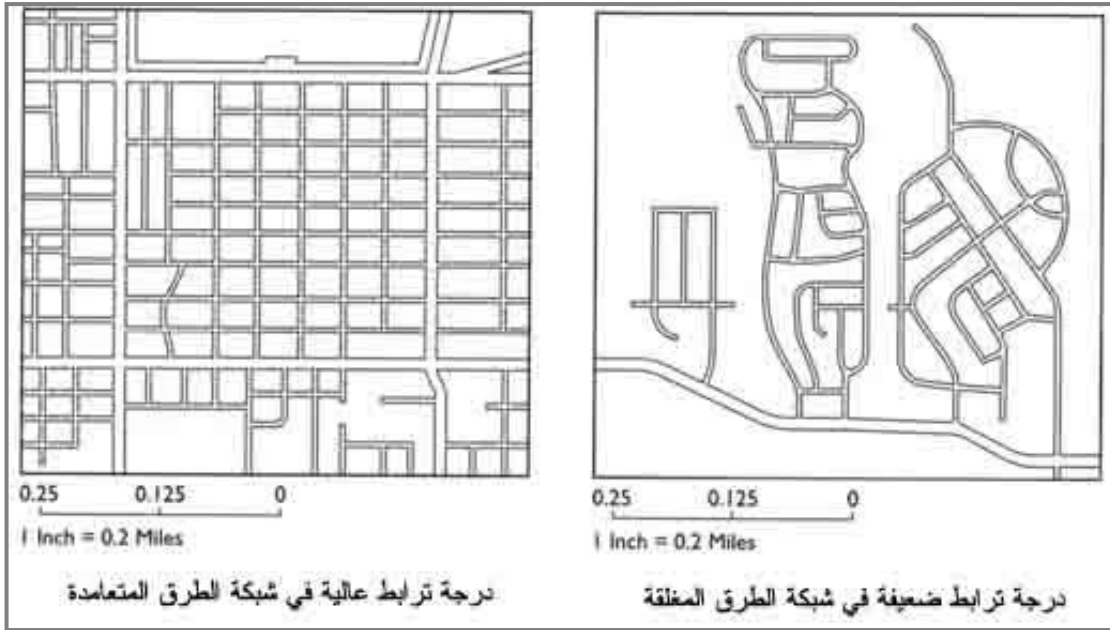 0.25 0.125 0
1 Inch = 0.2 Miles
درجة ترابط عالية في شبكة الطرق المتعامدة
0.25 0.125 0
1 Inch = 0.2 Miles
درجة ترابط ضعيفة في شبكة الطرق المغلقة